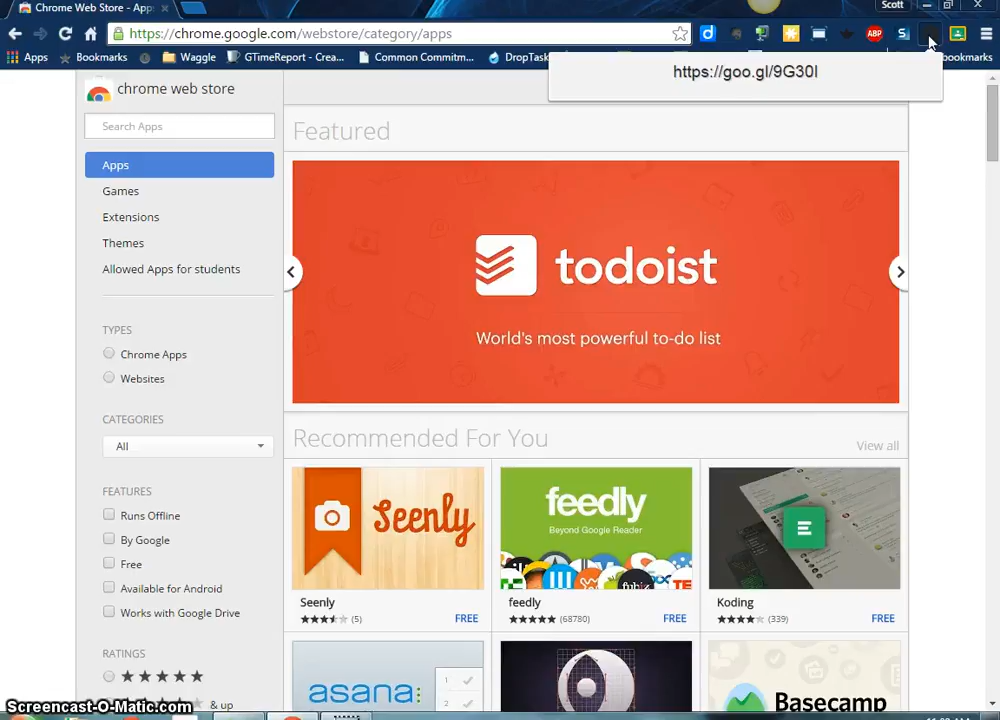 Chrome Web Store - App
Scott
https://chrome.google.com/webstore/category/apps
ABP
Apps
Bookmarks
Waggle
GTimeReport - Crea...
Common Commitm...
DropTask
bookmarks
https://goo.gl/9G30l
chrome web store
Search Apps
Apps
Games
Extensions
Themes
Allowed Apps for students
TYPES
Chrome Apps
Websites
CATEGORIES
All
FEATURES
Runs Offline
By Google
Free
Available for Android
Works with Google Drive
RATINGS
& up
Featured
todoist
World's most powerful to-do list
Recommended For You
View all
Seenly
feedly
Beyond Google Reader
Seenly
(5)
FREE
feedly
(68780)
FREE
Koding
(339)
FREE
asana:
Basecamp
Screencast-O-Matic.com